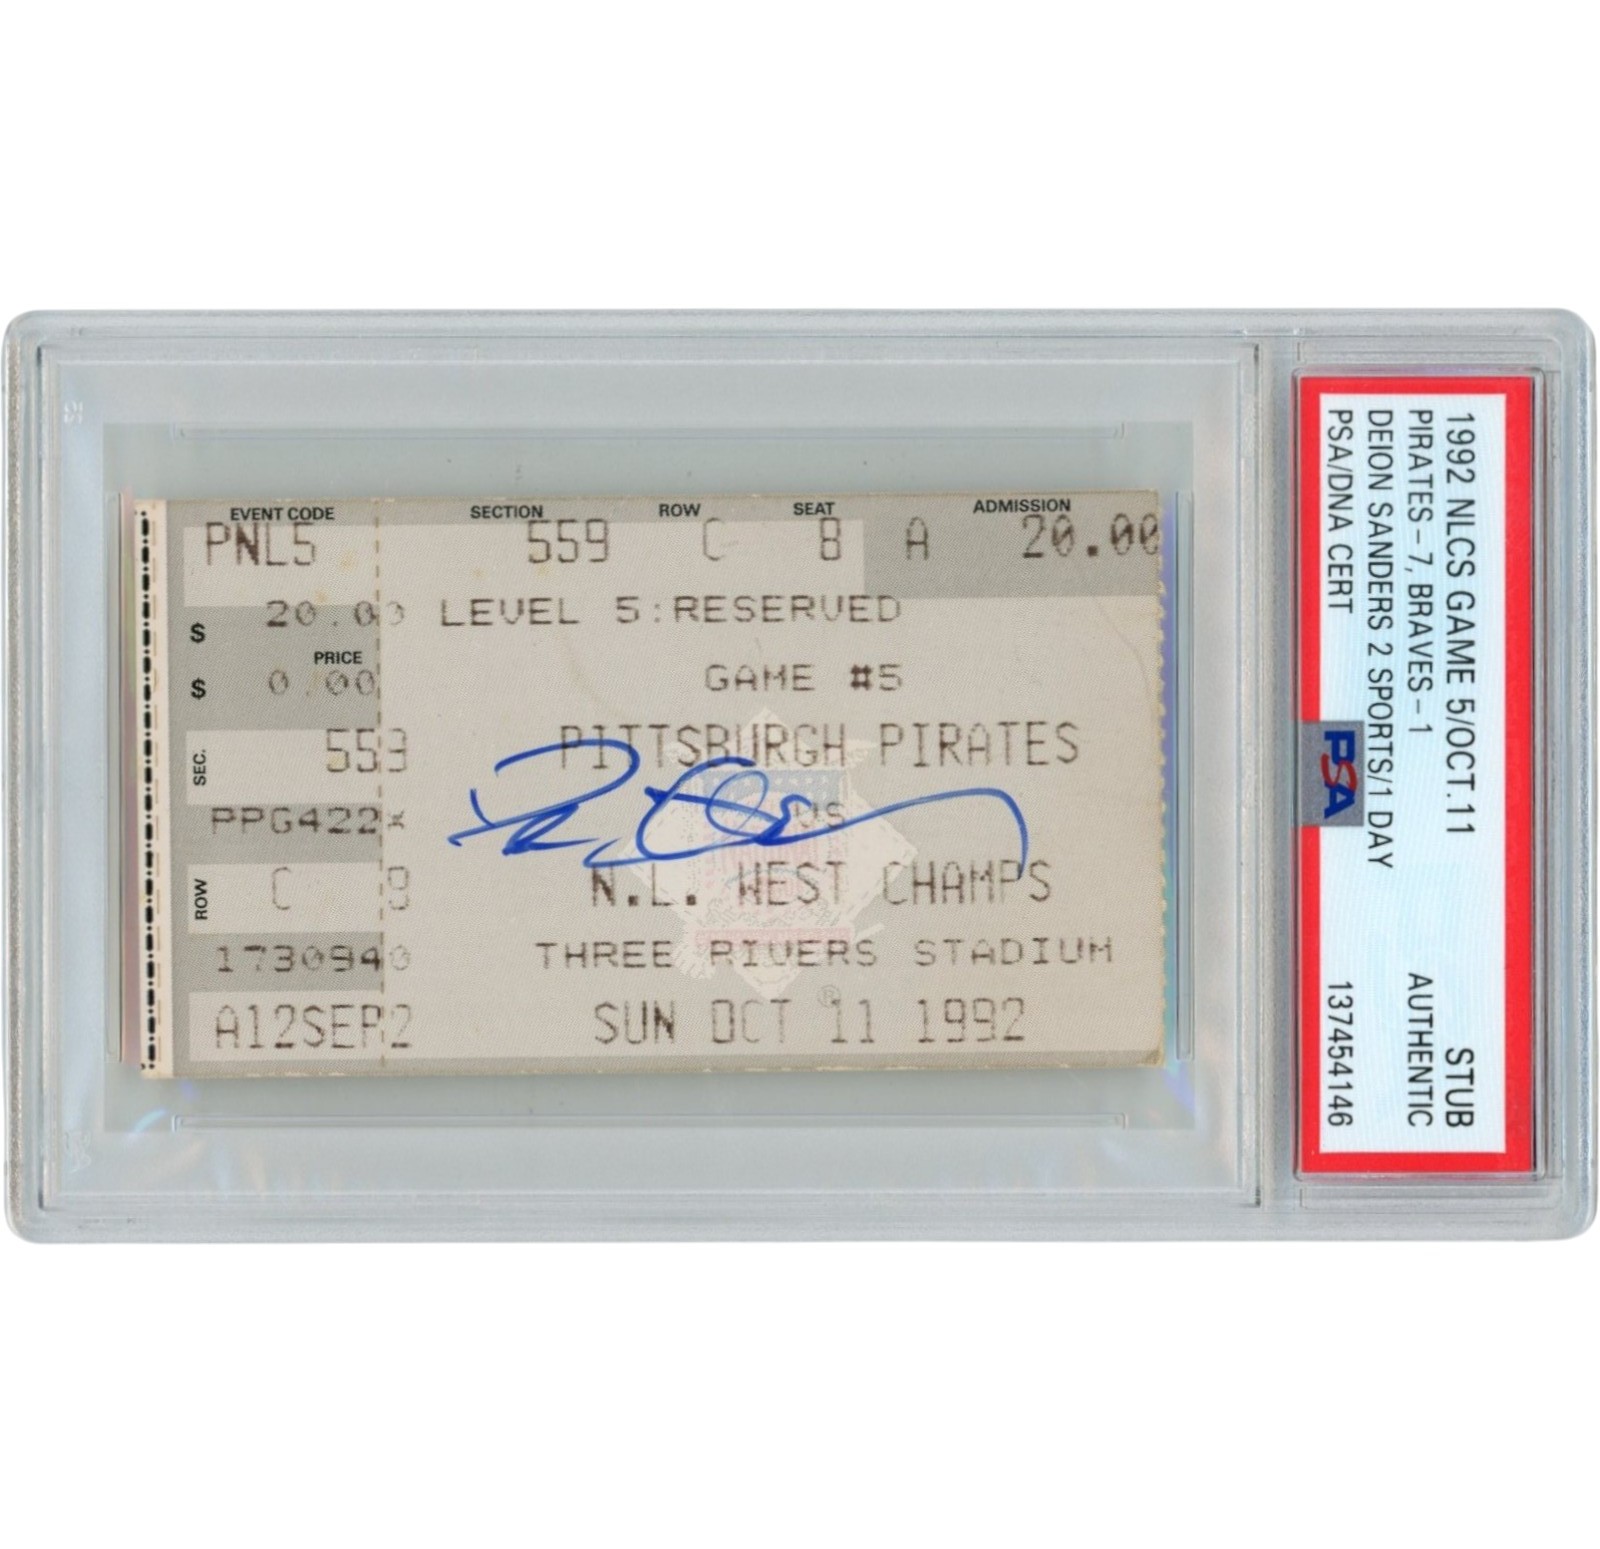 EVENT CODE SECTION ROW SEAT ADMISSION
PNL5 559 C 8 A 20.00
$ 20.00 LEVEL 5:RESERVED
PRICE
$ 0.00 GAME #5
SEC. 559 PITTSBURGH PIRATES
PPG422* VS
ROW C 8 N.L. WEST CHAMPS
1730940 THREE RIVERS STADIUM
®
A12SEP2 SUN OCT 11 1992
1992 NLCS GAME 5/OCT.11 STUB
PIRATES - 7, BRAVES - 1 AUTHENTIC
DEION SANDERS 2 SPORTS/1 DAY
PSA/DNA CERT 137454146
PSA